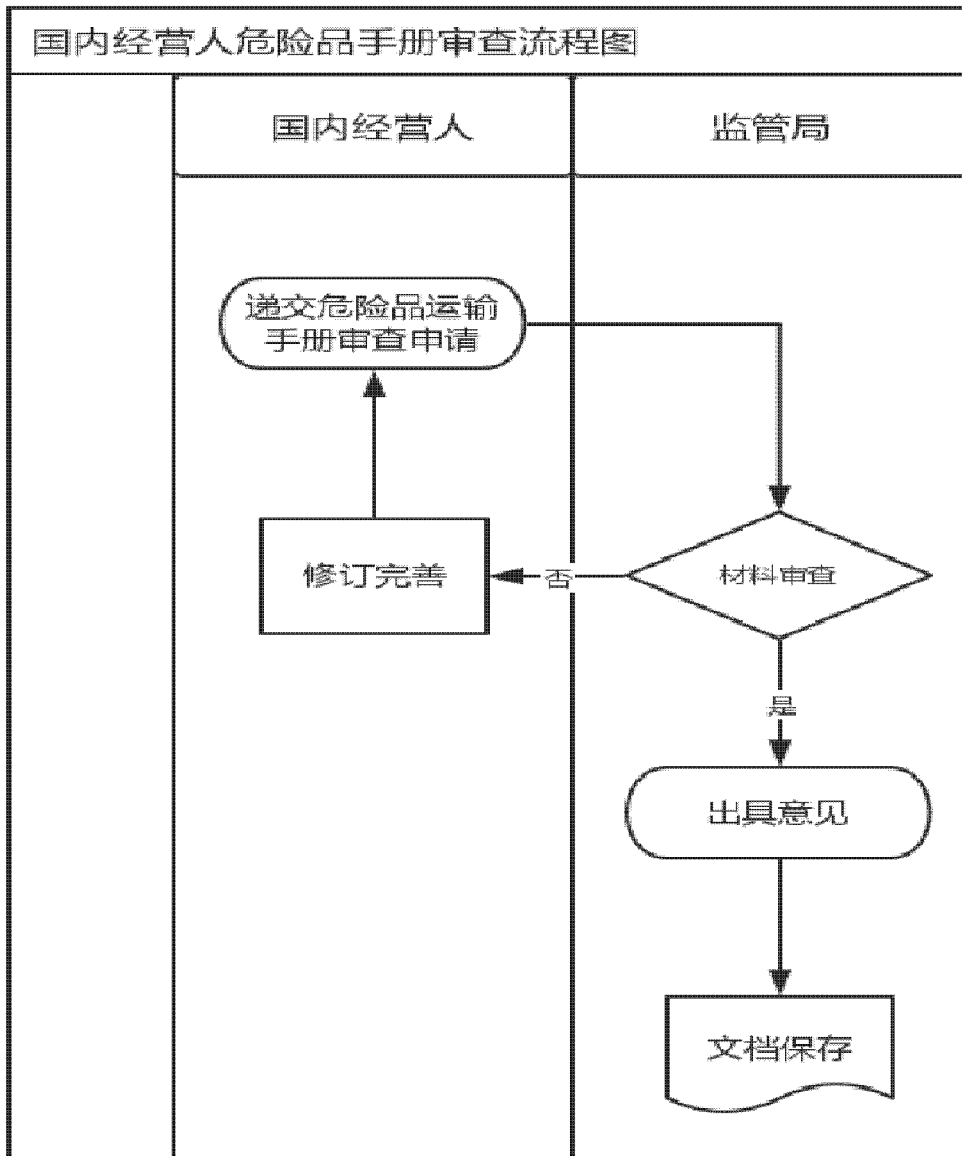 国内经营人危险品手册审查流程图
国内经营人
监管局
递交危险品运输
手册审查申请
修订完善
否
材料审查
是
出具意见
文档保存